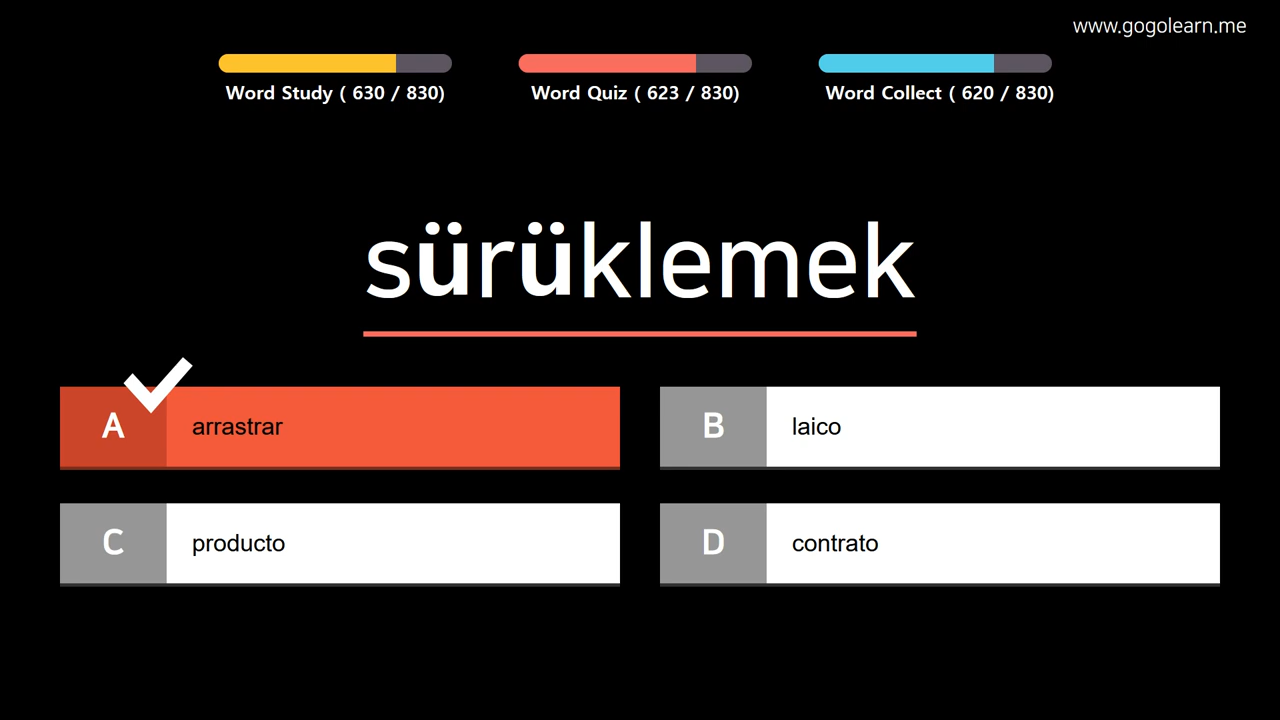 www.gogolearn.me
Word Study ( 630 / 830)
Word Quiz ( 623 / 830)
Word Collect ( 620 / 830)
sürüklemek
A arrastrar
B laico
C producto
D contrato